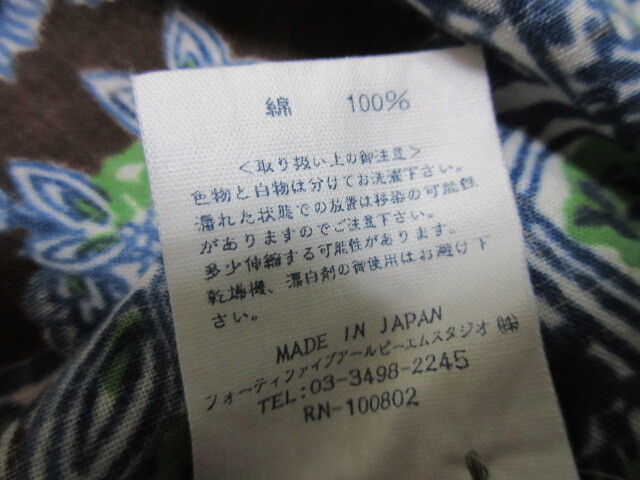 綿 100%
<取り扱い上の御注意>
色物と白物は分けてお洗濯下さい。
濡れた状態での放置は移染の可能性
がありますのでご注意下さい。
多少伸縮する可能性があります。
乾燥機、漂白剤の御使用はお避け下
さい。
MADE IN JAPAN
フォーティファイブアールピーエムスタジオ㈱
TEL:03-3498-2245
RN-100802